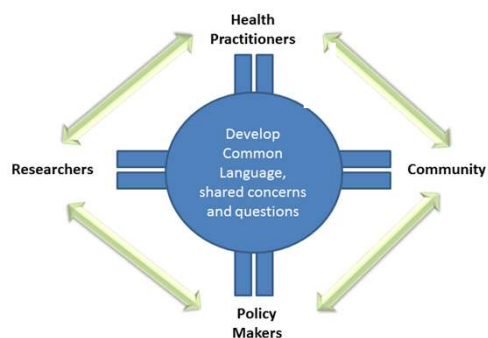 Health
Practitioners
Develop
Common
Language,
shared concerns
and questions
Researchers
Community
Policy
Makers